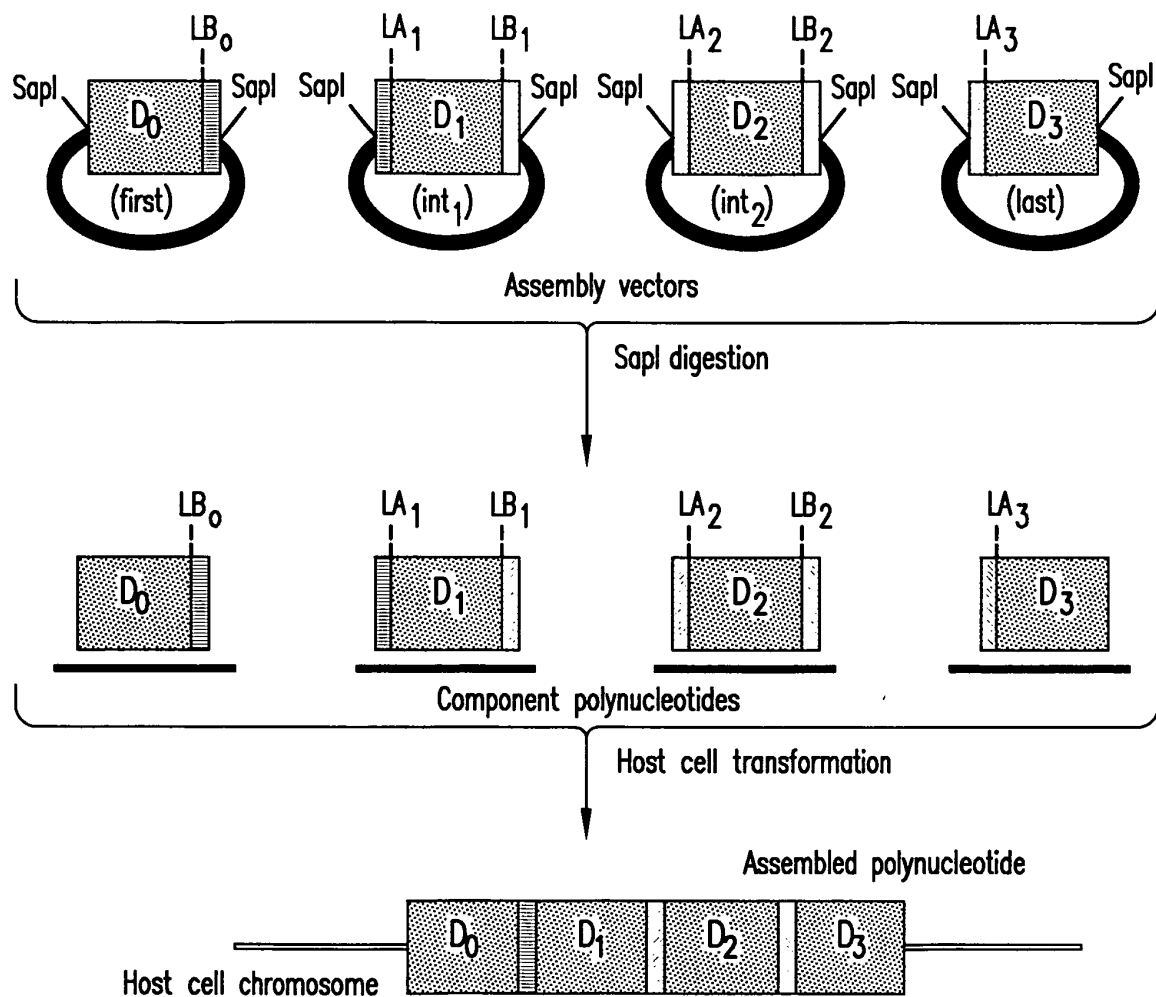 LB₀ LA₁ LB₁ LA₂ LB₂ LA₃
SapI SapI SapI SapI SapI SapI SapI SapI
D₀ D₁ D₂ D₃
(first) (int₁) (int₂) (last)
Assembly vectors
SapI digestion
LB₀ LA₁ LB₁ LA₂ LB₂ LA₃
D₀ D₁ D₂ D₃
Component polynucleotides
Host cell transformation
Assembled polynucleotide
D₀ D₁ D₂ D₃
Host cell chromosome